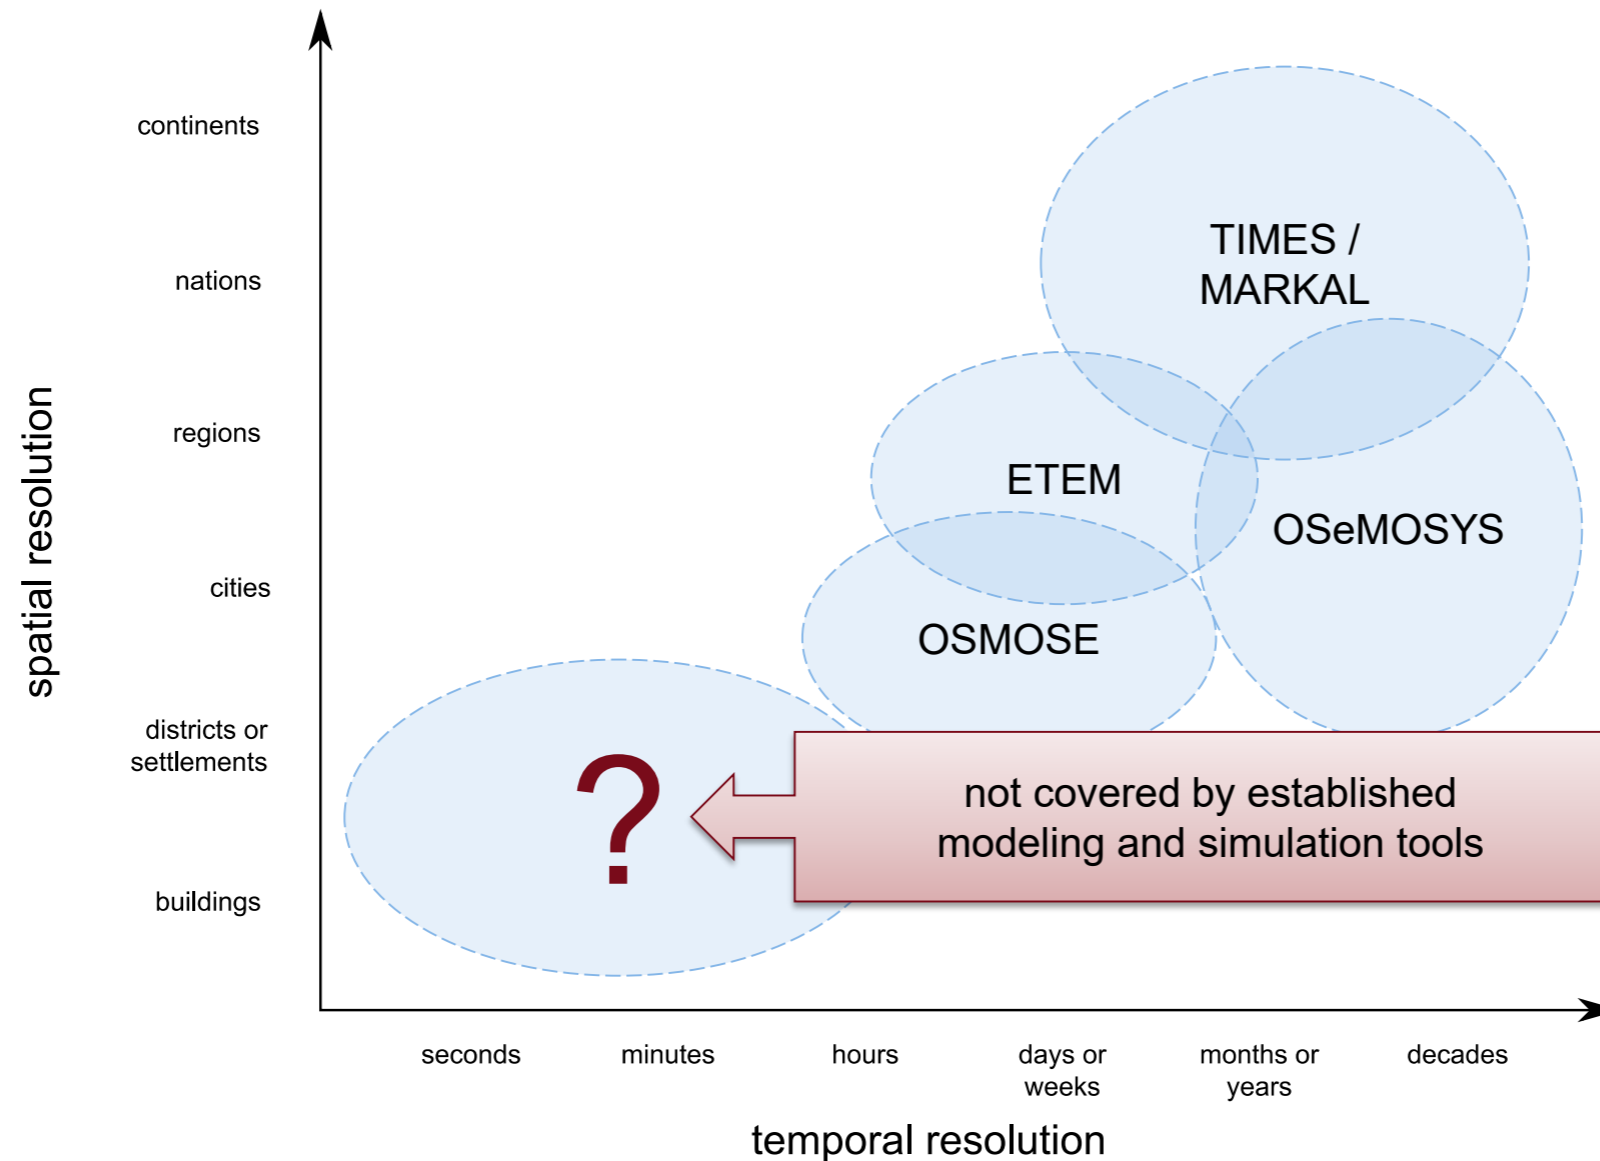 continents
nations
regions
cities
districts or
settlements
buildings
spatial resolution
TIMES /
MARKAL
ETEM
OSeMOSYS
OSMOSE
?
not covered by established
modeling and simulation tools
seconds
minutes
hours
days or
weeks
months or
years
decades
temporal resolution